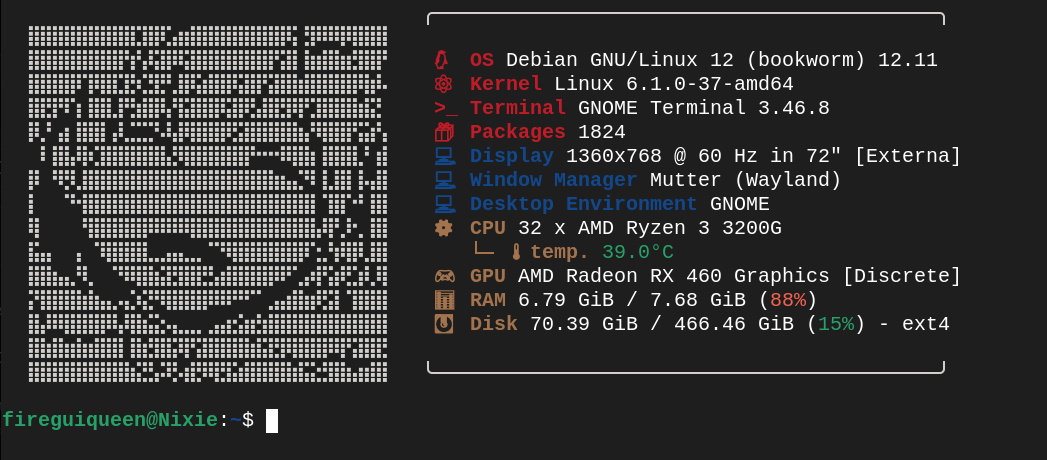 OS Debian GNU/Linux 12 (bookworm) 12.11
Kernel Linux 6.1.0-37-amd64
>_ Terminal GNOME Terminal 3.46.8
Packages 1824
Display 1360x768 @ 60 Hz in 72" [Externa]
Window Manager Mutter (Wayland)
Desktop Environment GNOME
CPU 32 x AMD Ryzen 3 3200G
└─ temp. 39.0°C
GPU AMD Radeon RX 460 Graphics [Discrete]
RAM 6.79 GiB / 7.68 GiB (88%)
Disk 70.39 GiB / 466.46 GiB (15%) - ext4
fireguiqueen@Nixie:~$